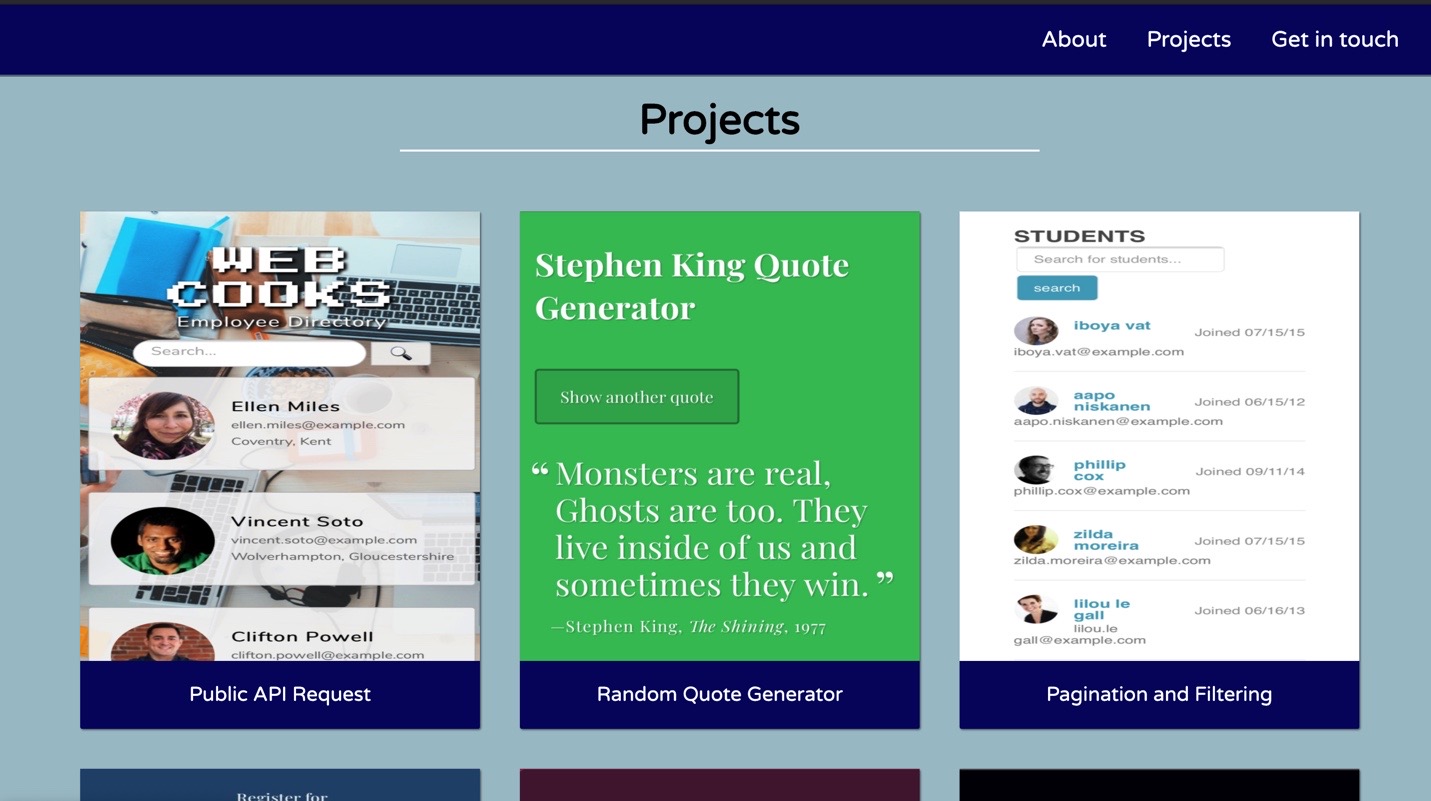 About Projects Get in touch
Projects
WEB
COOKS
Employee Directory
Search...
Ellen Miles
ellen.miles@example.com
Coventry, Kent
Vincent Soto
vincent.soto@example.com
Wolverhampton, Gloucestershire
Clifton Powell
clifton.powell@example.com
Public API Request
Stephen King Quote
Generator
Show another quote
“ Monsters are real,
Ghosts are too. They
live inside of us and
sometimes they win. ”
—Stephen King, The Shining, 1977
Random Quote Generator
STUDENTS
Search for students...
search
iboya vat Joined 07/15/15
iboya.vat@example.com
aapo
niskanen Joined 06/15/12
aapo.niskanen@example.com
phillip
cox Joined 09/11/14
phillip.cox@example.com
zilda
moreira Joined 07/15/15
zilda.moreira@example.com
lilou le
gall Joined 06/16/13
lilou.le
gall@example.com
Pagination and Filtering
Register for